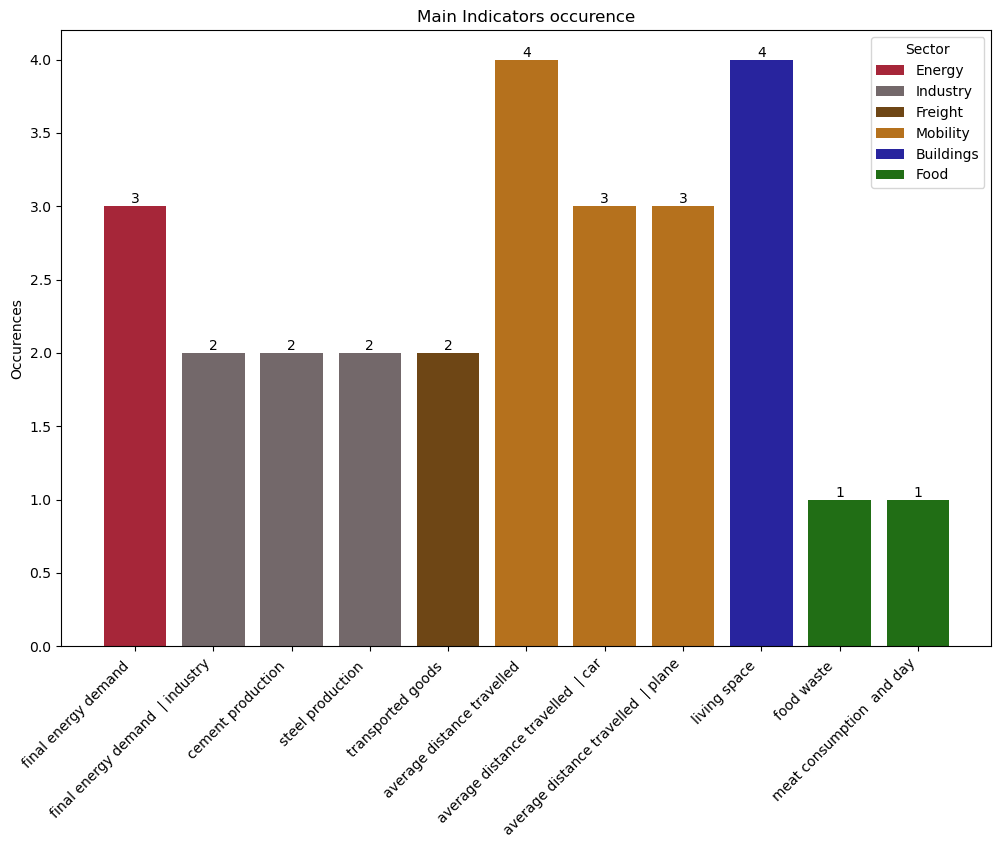 Main Indicators occurence
Sector
Energy
Industry
Freight
Mobility
Buildings
Food
Occurences
4.0
3.5
3.0
2.5
2.0
1.5
1.0
0.5
0.0
3
2
2
2
2
4
3
3
4
1
1
final energy demand
final energy demand | industry
cement production
steel production
transported goods
average distance travelled
average distance travelled | car
average distance travelled | plane
living space
food waste
meat consumption and day